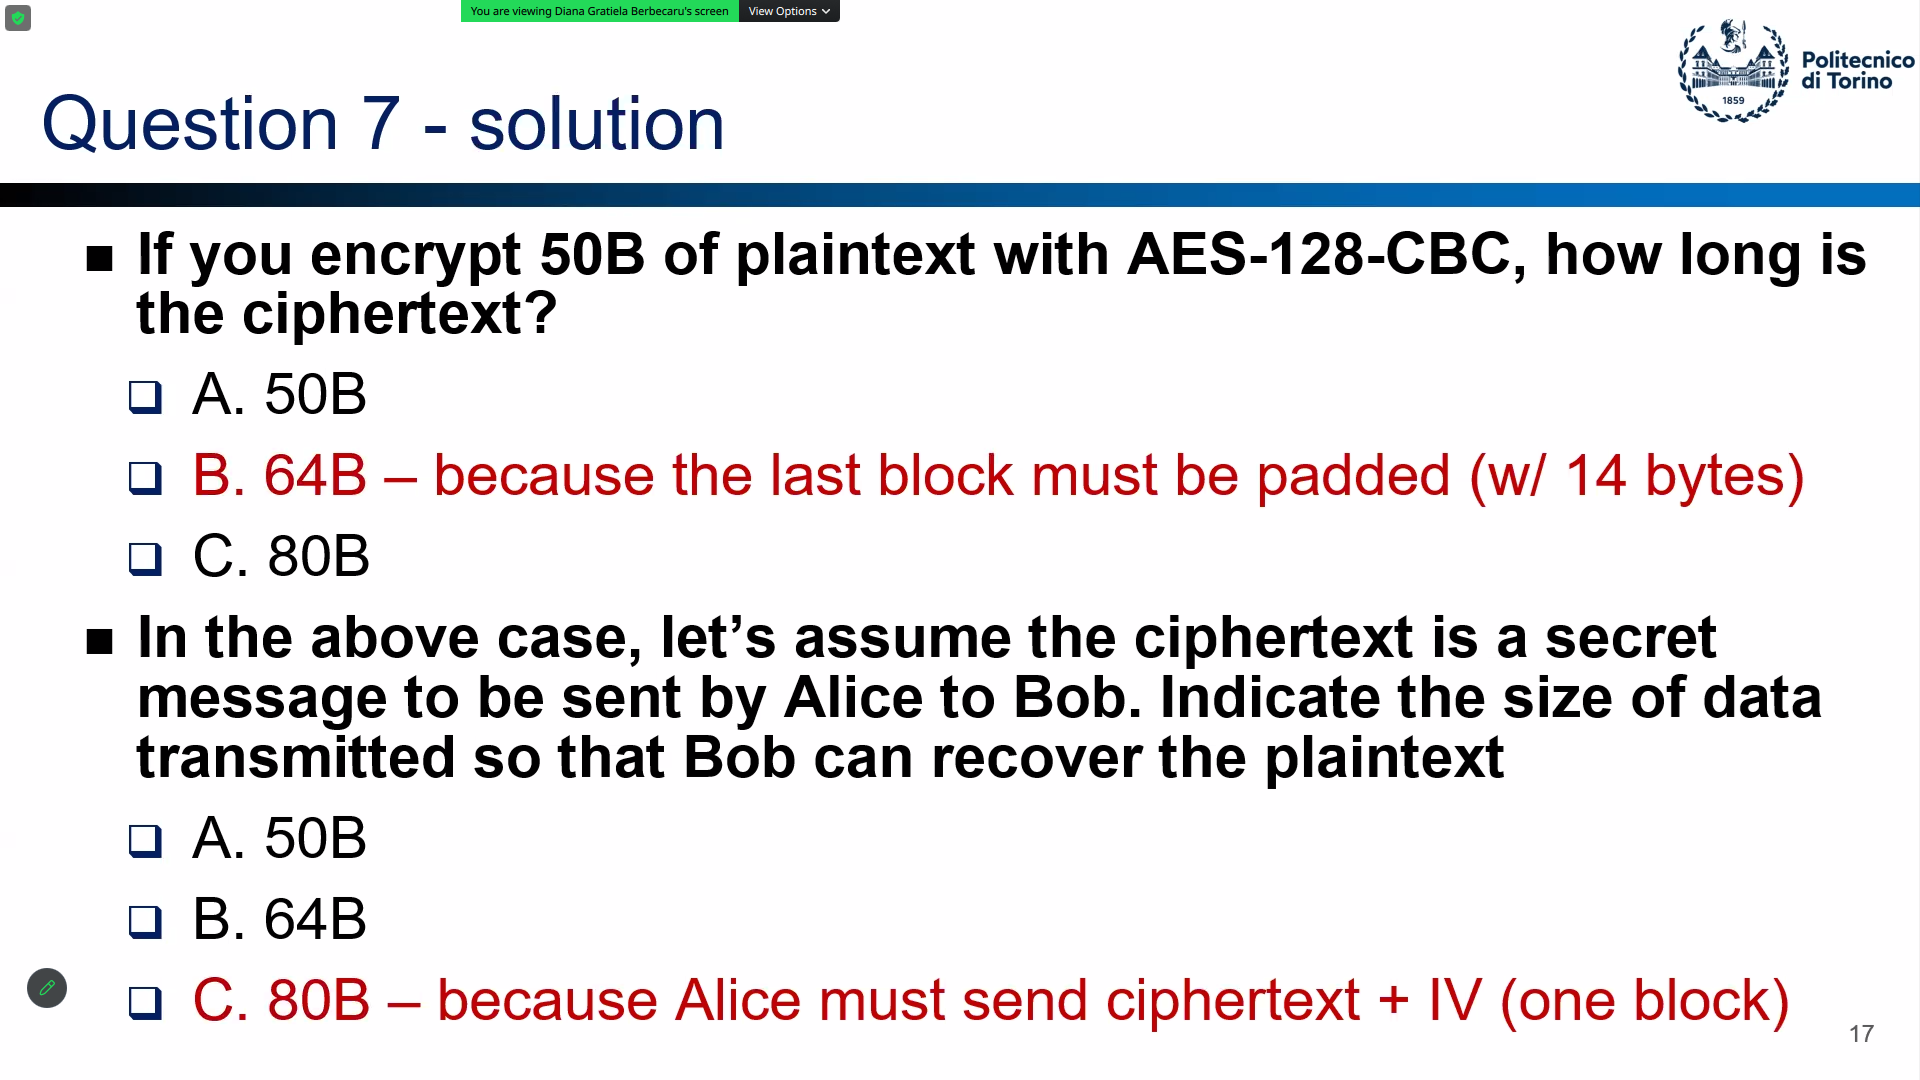 You are viewing Diana Gratiela Berbecaru's screen View Options
Politecnico
di Torino
1859
Question 7 - solution
If you encrypt 50B of plaintext with AES-128-CBC, how long is
the ciphertext?
A. 50B
B. 64B – because the last block must be padded (w/ 14 bytes)
C. 80B
In the above case, let’s assume the ciphertext is a secret
message to be sent by Alice to Bob. Indicate the size of data
transmitted so that Bob can recover the plaintext
A. 50B
B. 64B
C. 80B – because Alice must send ciphertext + IV (one block)
17